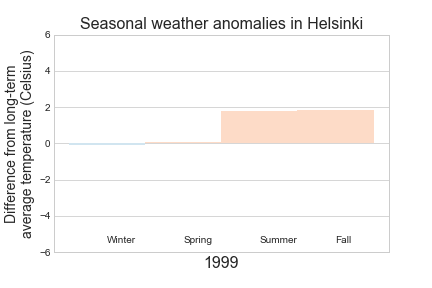 Seasonal weather anomalies in Helsinki
Difference from long-term
average temperature (Celsius)
6
4
2
0
−2
−4
−6
Winter Spring Summer Fall
1999